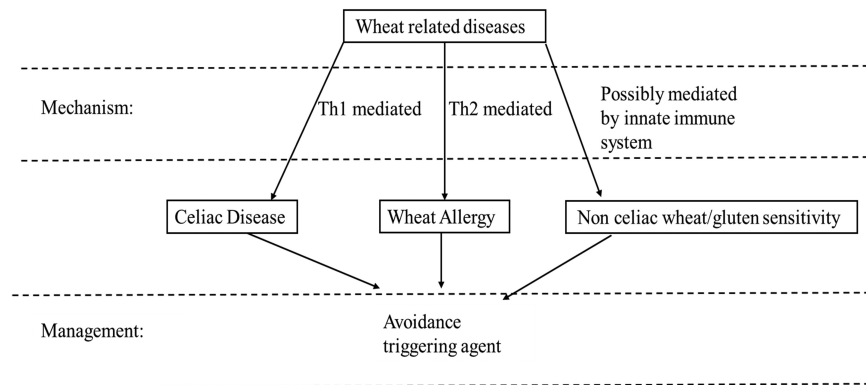 Wheat related diseases
Mechanism:
Th1 mediated
Th2 mediated
Possibly mediated
by innate immune
system
Celiac Disease
Wheat Allergy
Non celiac wheat/gluten sensitivity
Management:
Avoidance
triggering agent